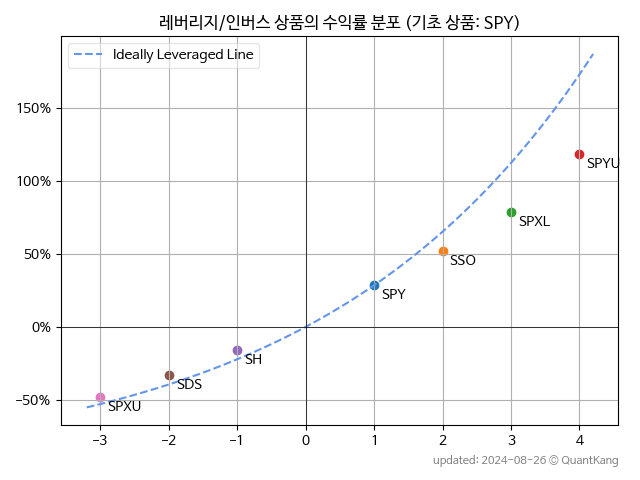 레버리지/인버스 상품의 수익률 분포 (기초 상품: SPY)
Ideally Leveraged Line
150%
100%
50%
0%
−50%
SPYU
SPXL
SSO
SPY
SH
SDS
SPXU
−3 −2 −1 0 1 2 3 4
updated: 2024-08-26 © QuantKang